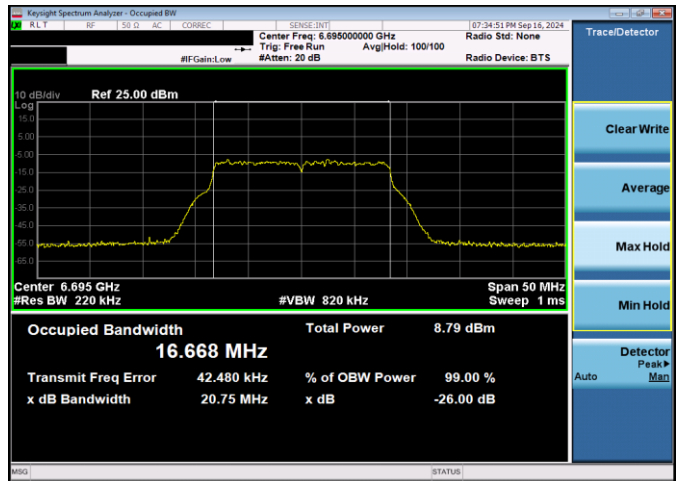 Keysight Spectrum Analyzer - Occupied BW
LXI RLT RF 50 Ω AC CORREC SENSE:INT 07:34:51 PM Sep 16, 2024
Center Freq: 6.695000000 GHz Radio Std: None
Trig: Free Run Avg|Hold: 100/100
#IFGain:Low #Atten: 20 dB Radio Device: BTS
Trace/Detector
10 dB/div Ref 25.00 dBm
Log
15.0
5.00
-5.00
-15.0
-25.0
-35.0
-45.0
-55.0
-65.0
Center 6.695 GHz Span 50 MHz
#Res BW 220 kHz #VBW 820 kHz Sweep 1 ms
Occupied Bandwidth Total Power 8.79 dBm
16.668 MHz
Transmit Freq Error 42.480 kHz % of OBW Power 99.00 %
x dB Bandwidth 20.75 MHz x dB -26.00 dB
Clear Write
Average
Max Hold
Min Hold
Detector
Peak▶
Auto Man
MSG STATUS